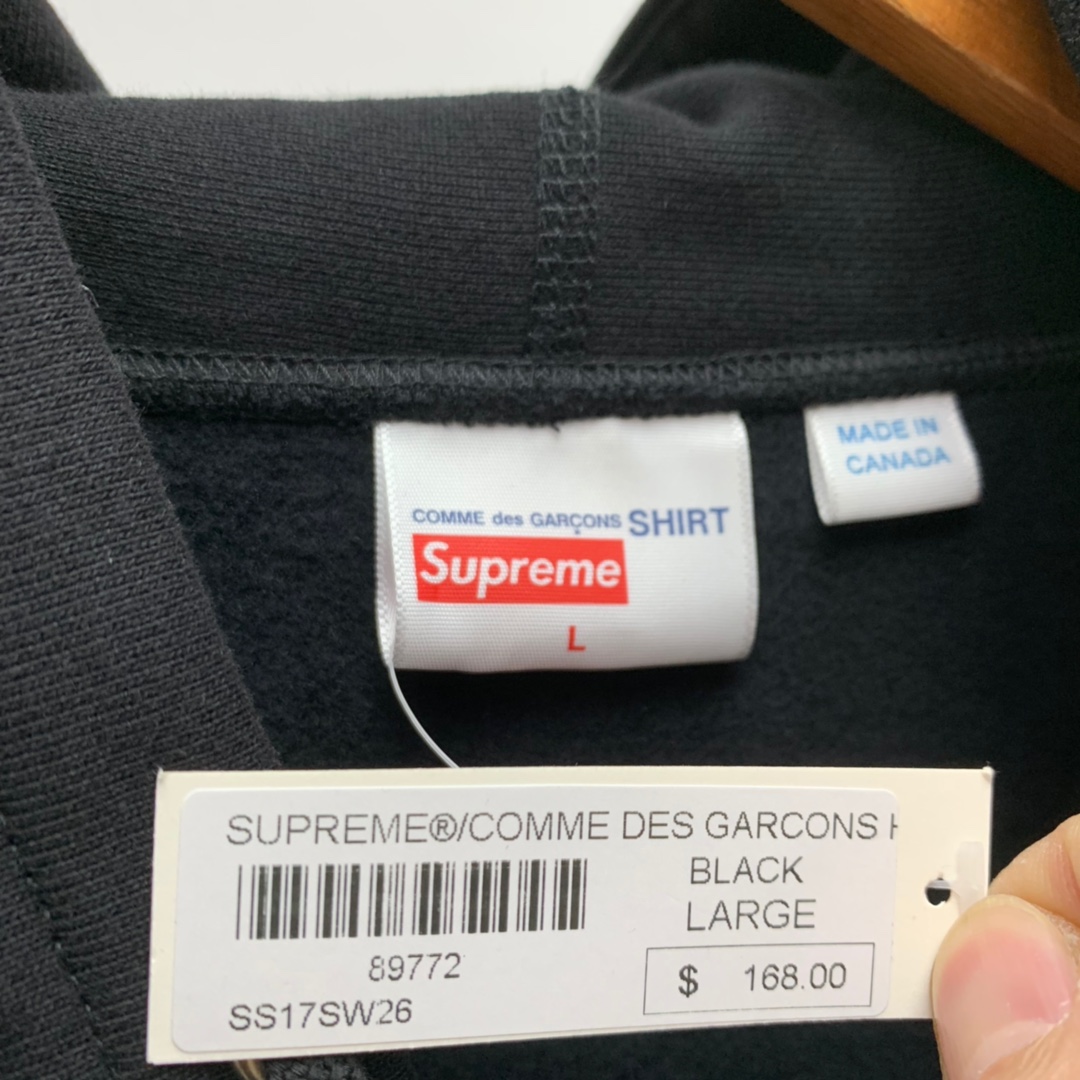 COMME des GARÇONS SHIRT
Supreme
L
MADE IN
CANADA
SUPREME®/COMME DES GARCONS H
BLACK
LARGE
89772
$ 168.00
SS17SW26